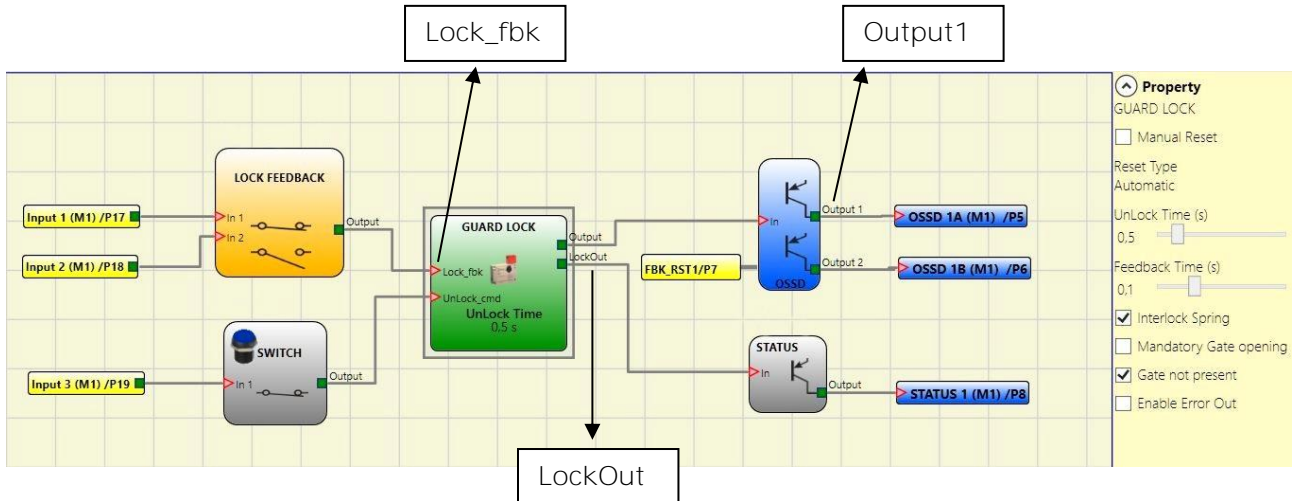 Lock_fbk
Output1
LOCK FEEDBACK
Input 1 (M1) /P17
In 1
In 2
Output
Input 2 (M1) /P18
GUARD LOCK
Output
LockOut
Lock_fbk
UnLock_cmd
UnLock Time
0,5 s
SWITCH
Input 3 (M1) /P19
In 1
Output
In
Output 1
Output 2
OSSD
FBK_RST1/P7
OSSD 1A (M1) /P5
OSSD 1B (M1) /P6
STATUS
In
Output
STATUS 1 (M1) /P8
LockOut
Property
GUARD LOCK
Manual Reset
Reset Type
Automatic
UnLock Time (s)
0,5
Feedback Time (s)
0,1
Interlock Spring
Mandatory Gate opening
Gate not present
Enable Error Out